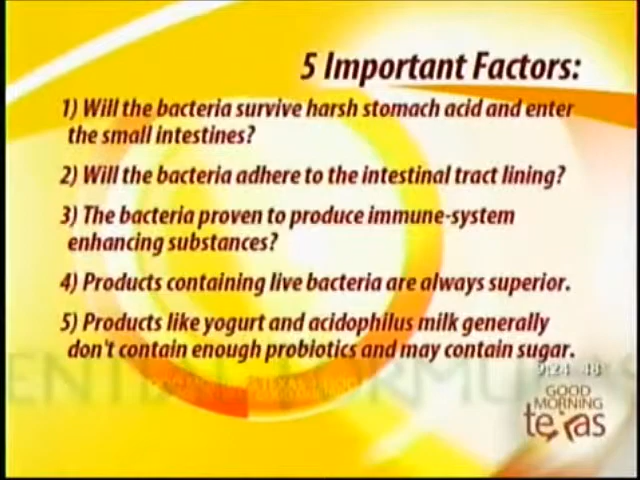 5 Important Factors:
1) Will the bacteria survive harsh stomach acid and enter
the small intestines?
2) Will the bacteria adhere to the intestinal tract lining?
3) The bacteria proven to produce immune-system
enhancing substances?
4) Products containing live bacteria are always superior.
5) Products like yogurt and acidophilus milk generally
don't contain enough probiotics and may contain sugar.
9:24 48
GOOD
MORNING
texas